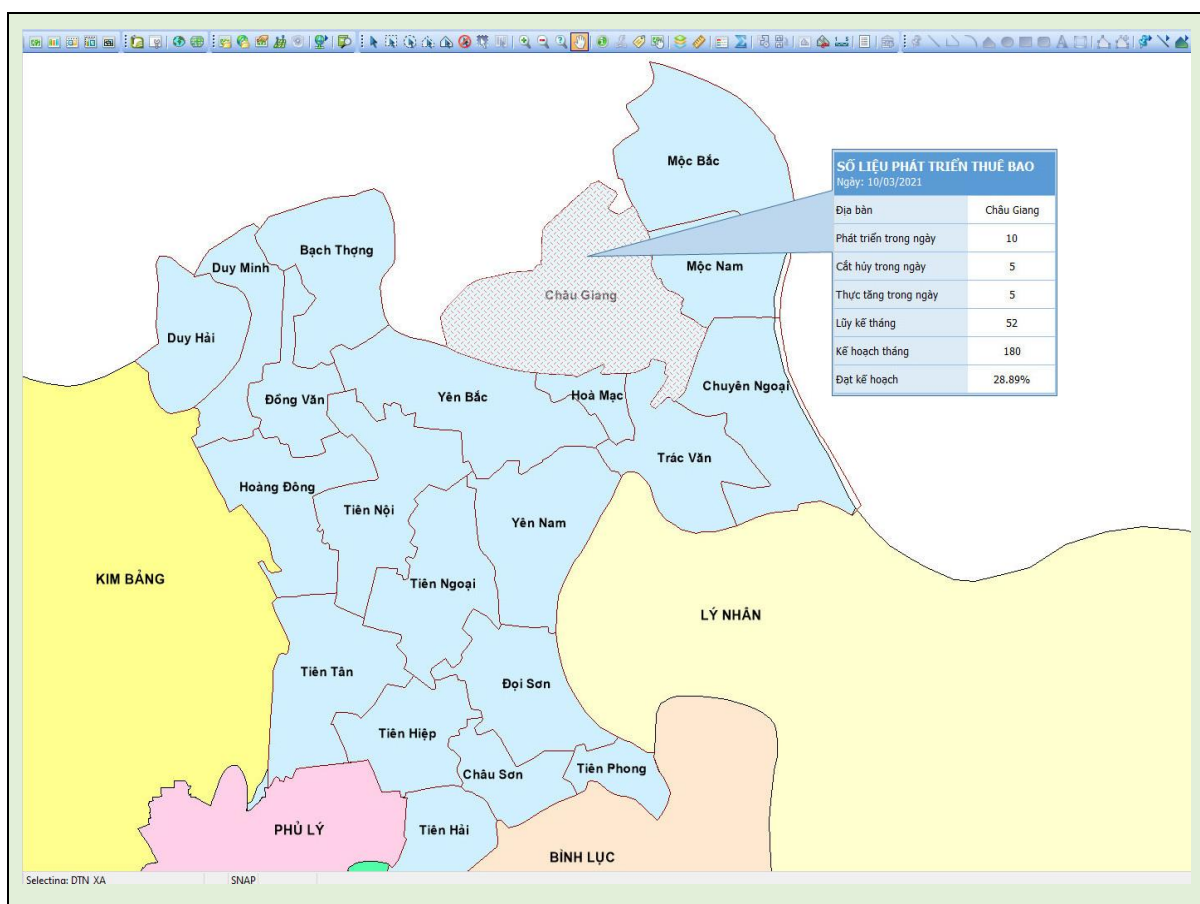 Mộc Bắc
SỐ LIỆU PHÁT TRIỂN THUÊ BAO
Ngày: 10/03/2021
Địa bàn Châu Giang
Phát triển trong ngày 10
Cắt hủy trong ngày 5
Thực tăng trong ngày 5
Lũy kế tháng 52
Kế hoạch tháng 180
Đạt kế hoạch 28.89%
Bạch Thợng
Duy Minh
Mộc Nam
Châu Giang
Duy Hải
Chuyên Ngoại
Đồng Văn
Yên Bắc
Hoà Mạc
Trác Văn
Hoàng Đông
Tiên Nội
Yên Nam
KIM BẢNG
Tiên Ngoại
LÝ NHÂN
Tiên Tân
Đọi Sơn
Tiên Hiệp
Châu Sơn
Tiên Phong
PHỦ LÝ
Tiên Hải
BÌNH LỤC
Selecting: DTN_XA SNAP